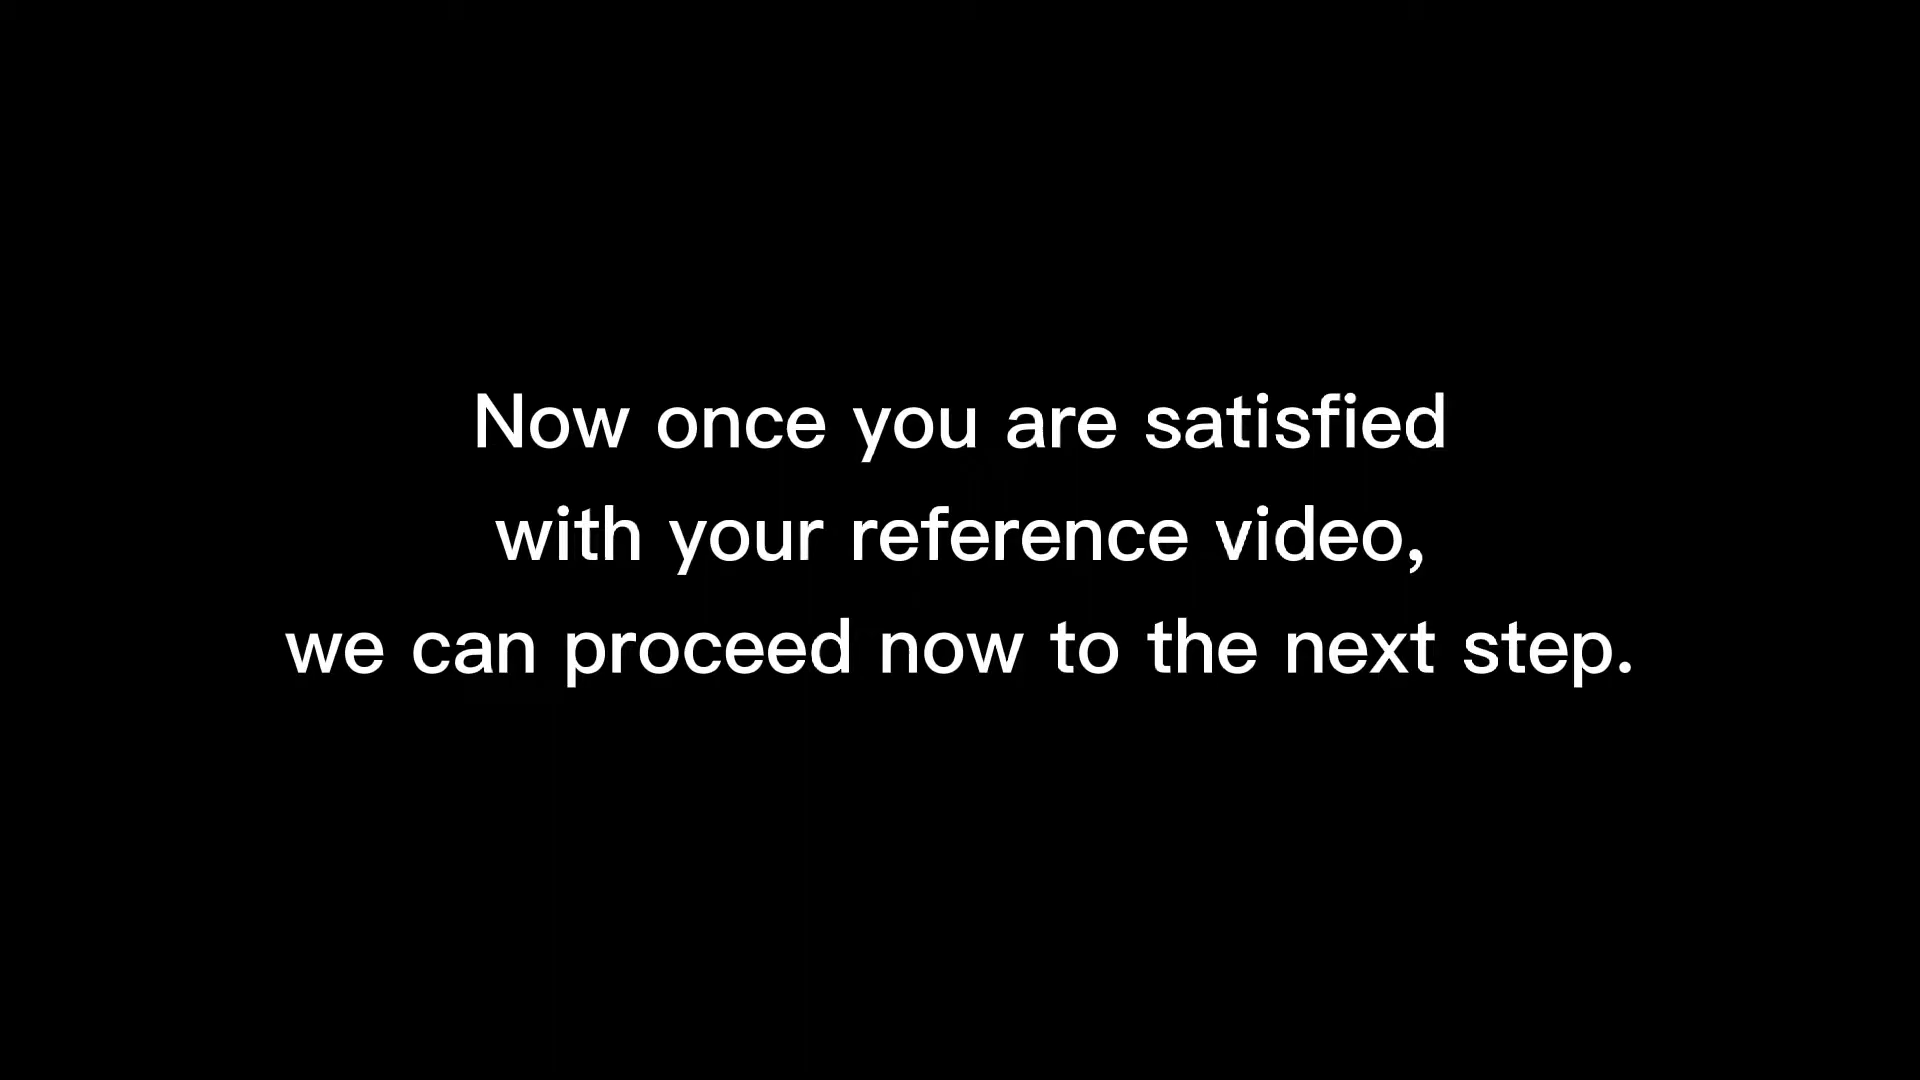 Now once you are satisfied
with your reference video,
we can proceed now to the next step.